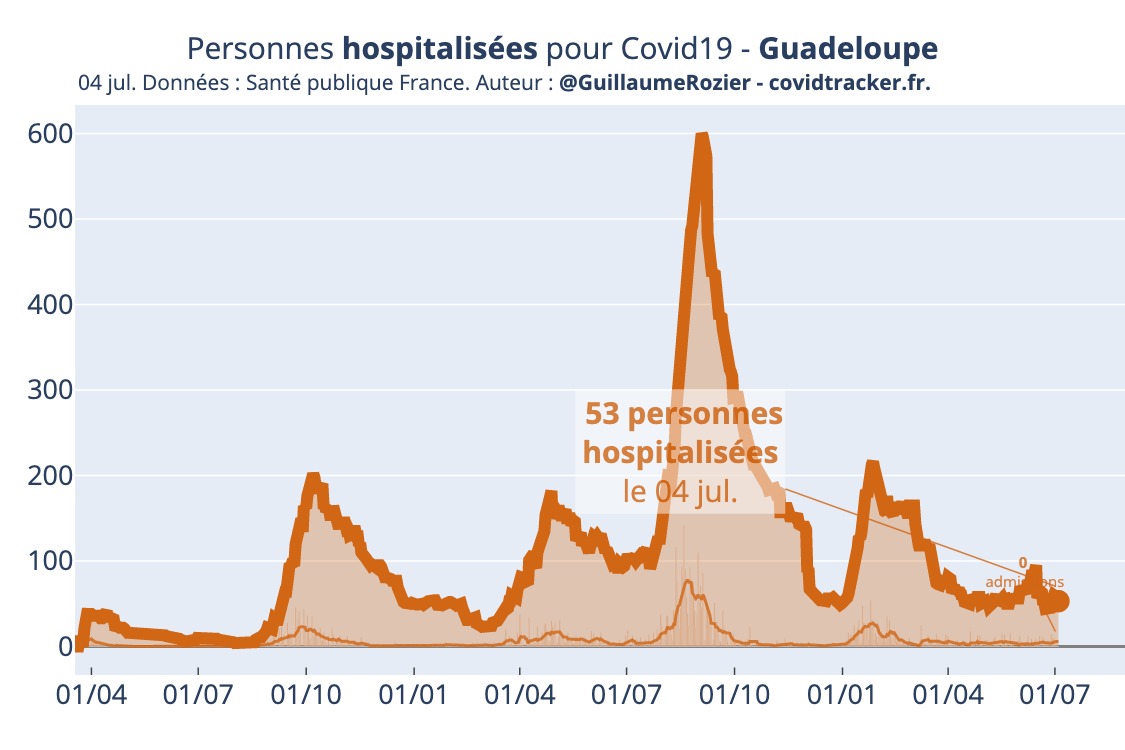 Personnes hospitalisées pour Covid19 - Guadeloupe
04 jul. Données : Santé publique France. Auteur : @GuillaumeRozier - covidtracker.fr.
600
500
400
300
200
100
0
53 personnes
hospitalisées
le 04 jul.
0
admissions
01/04 01/07 01/10 01/01 01/04 01/07 01/10 01/01 01/04 01/07